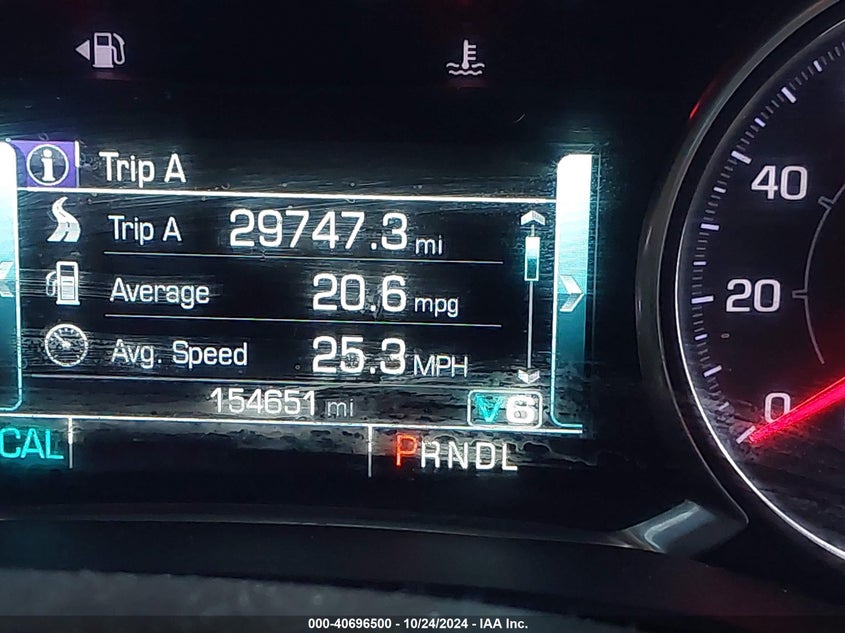 Trip A
Trip A 29747.3 mi
Average 20.6 mpg
Avg. Speed 25.3 MPH
154651 mi V6
CAL PRNDL
40
20
0
000-40696500 - 10/24/2024 - IAA Inc.